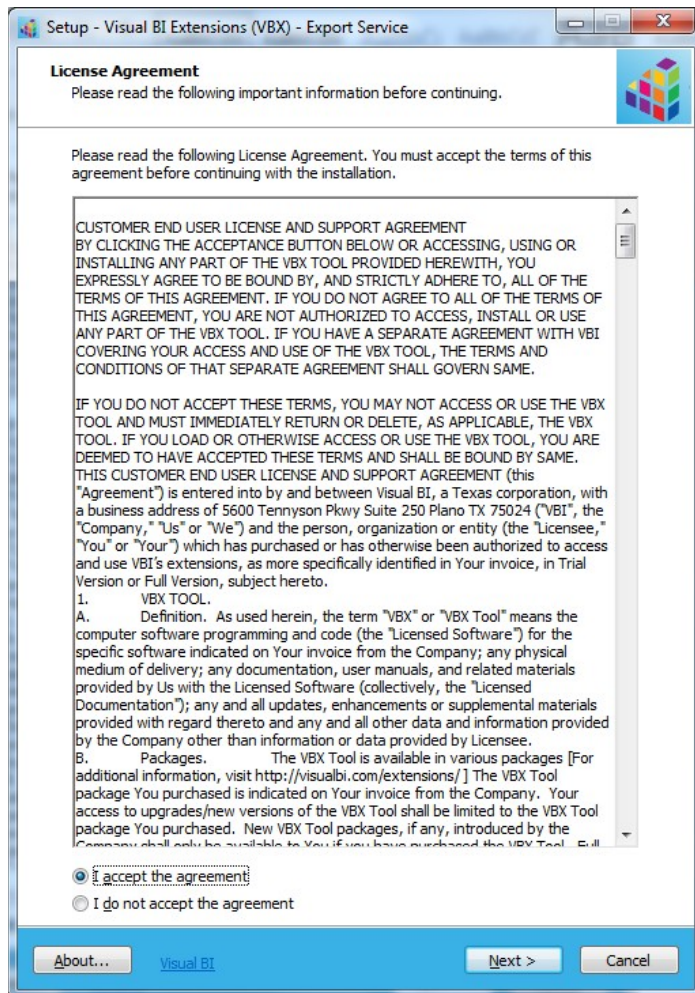 Setup - Visual BI Extensions (VBX) - Export Service
License Agreement
Please read the following important information before continuing.
Please read the following License Agreement. You must accept the terms of this
agreement before continuing with the installation.
CUSTOMER END USER LICENSE AND SUPPORT AGREEMENT
BY CLICKING THE ACCEPTANCE BUTTON BELOW OR ACCESSING, USING OR
INSTALLING ANY PART OF THE VBX TOOL PROVIDED HEREWITH, YOU
EXPRESSLY AGREE TO BE BOUND BY, AND STRICTLY ADHERE TO, ALL OF THE
TERMS OF THIS AGREEMENT. IF YOU DO NOT AGREE TO ALL OF THE TERMS OF
THIS AGREEMENT, YOU ARE NOT AUTHORIZED TO ACCESS, INSTALL OR USE
ANY PART OF THE VBX TOOL. IF YOU HAVE A SEPARATE AGREEMENT WITH VBI
COVERING YOUR ACCESS AND USE OF THE VBX TOOL, THE TERMS AND
CONDITIONS OF THAT SEPARATE AGREEMENT SHALL GOVERN SAME.
IF YOU DO NOT ACCEPT THESE TERMS, YOU MAY NOT ACCESS OR USE THE VBX
TOOL AND MUST IMMEDIATELY RETURN OR DELETE, AS APPLICABLE, THE VBX
TOOL. IF YOU LOAD OR OTHERWISE ACCESS OR USE THE VBX TOOL, YOU ARE
DEEMED TO HAVE ACCEPTED THESE TERMS AND SHALL BE BOUND BY SAME.
THIS CUSTOMER END USER LICENSE AND SUPPORT AGREEMENT (this
"Agreement") is entered into by and between Visual BI, a Texas corporation, with
a business address of 5600 Tennyson Pkwy Suite 250 Plano TX 75024 ("VBI", the
"Company," "Us" or "We") and the person, organization or entity (the "Licensee,"
"You" or "Your") which has purchased or has otherwise been authorized to access
and use VBI's extensions, as more specifically identified in Your invoice, in Trial
Version or Full Version, subject hereto.
1. VBX TOOL.
A. Definition. As used herein, the term "VBX" or "VBX Tool" means the
computer software programming and code (the "Licensed Software") for the
specific software indicated on Your invoice from the Company; any physical
medium of delivery; any documentation, user manuals, and related materials
provided by Us with the Licensed Software (collectively, the "Licensed
Documentation"); any and all updates, enhancements or supplemental materials
provided with regard thereto and any and all other data and information provided
by the Company other than information or data provided by Licensee.
B. Packages. The VBX Tool is available in various packages [For
additional information, visit http://visualbi.com/extensions/ ] The VBX Tool
package You purchased is indicated on Your invoice from the Company. Your
access to upgrades/new versions of the VBX Tool shall be limited to the VBX Tool
package You purchased. New VBX Tool packages, if any, introduced by the
Company shall only be available to You if you have purchased the VBX Tool Full
I accept the agreement
I do not accept the agreement
About...
Visual BI
Next >
Cancel